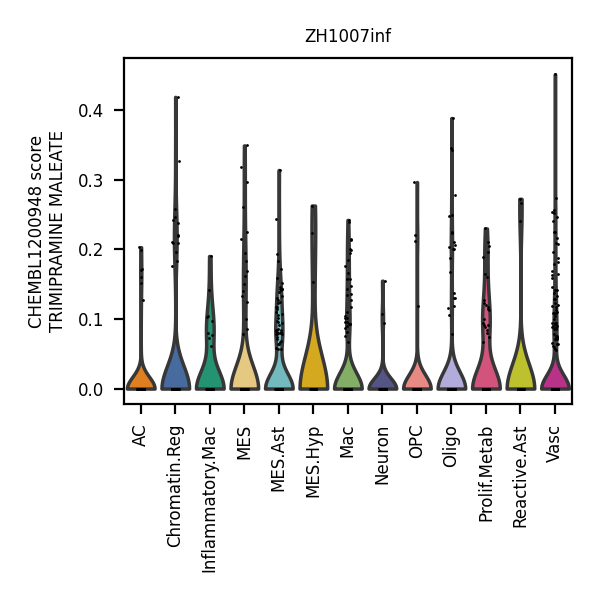 ZH1007inf
CHEMBL1200948 score
TRIMIPRAMINE MALEATE
0.4
0.3
0.2
0.1
0.0
AC
Chromatin.Reg
Inflammatory.Mac
MES
MES.Ast
MES.Hyp
Mac
Neuron
OPC
Oligo
Prolif.Metab
Reactive.Ast
Vasc